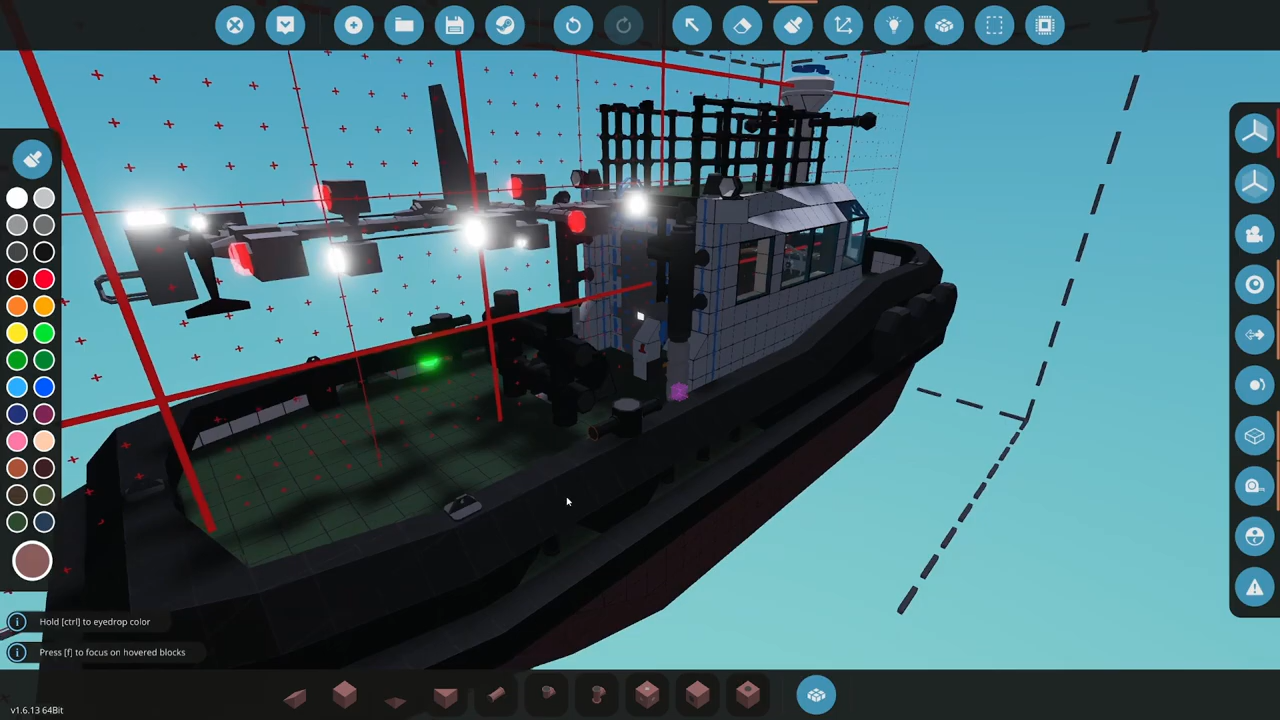 Hold [ctrl] to eyedrop color
Press [f] to focus on hovered blocks
v1.6.13 64Bit